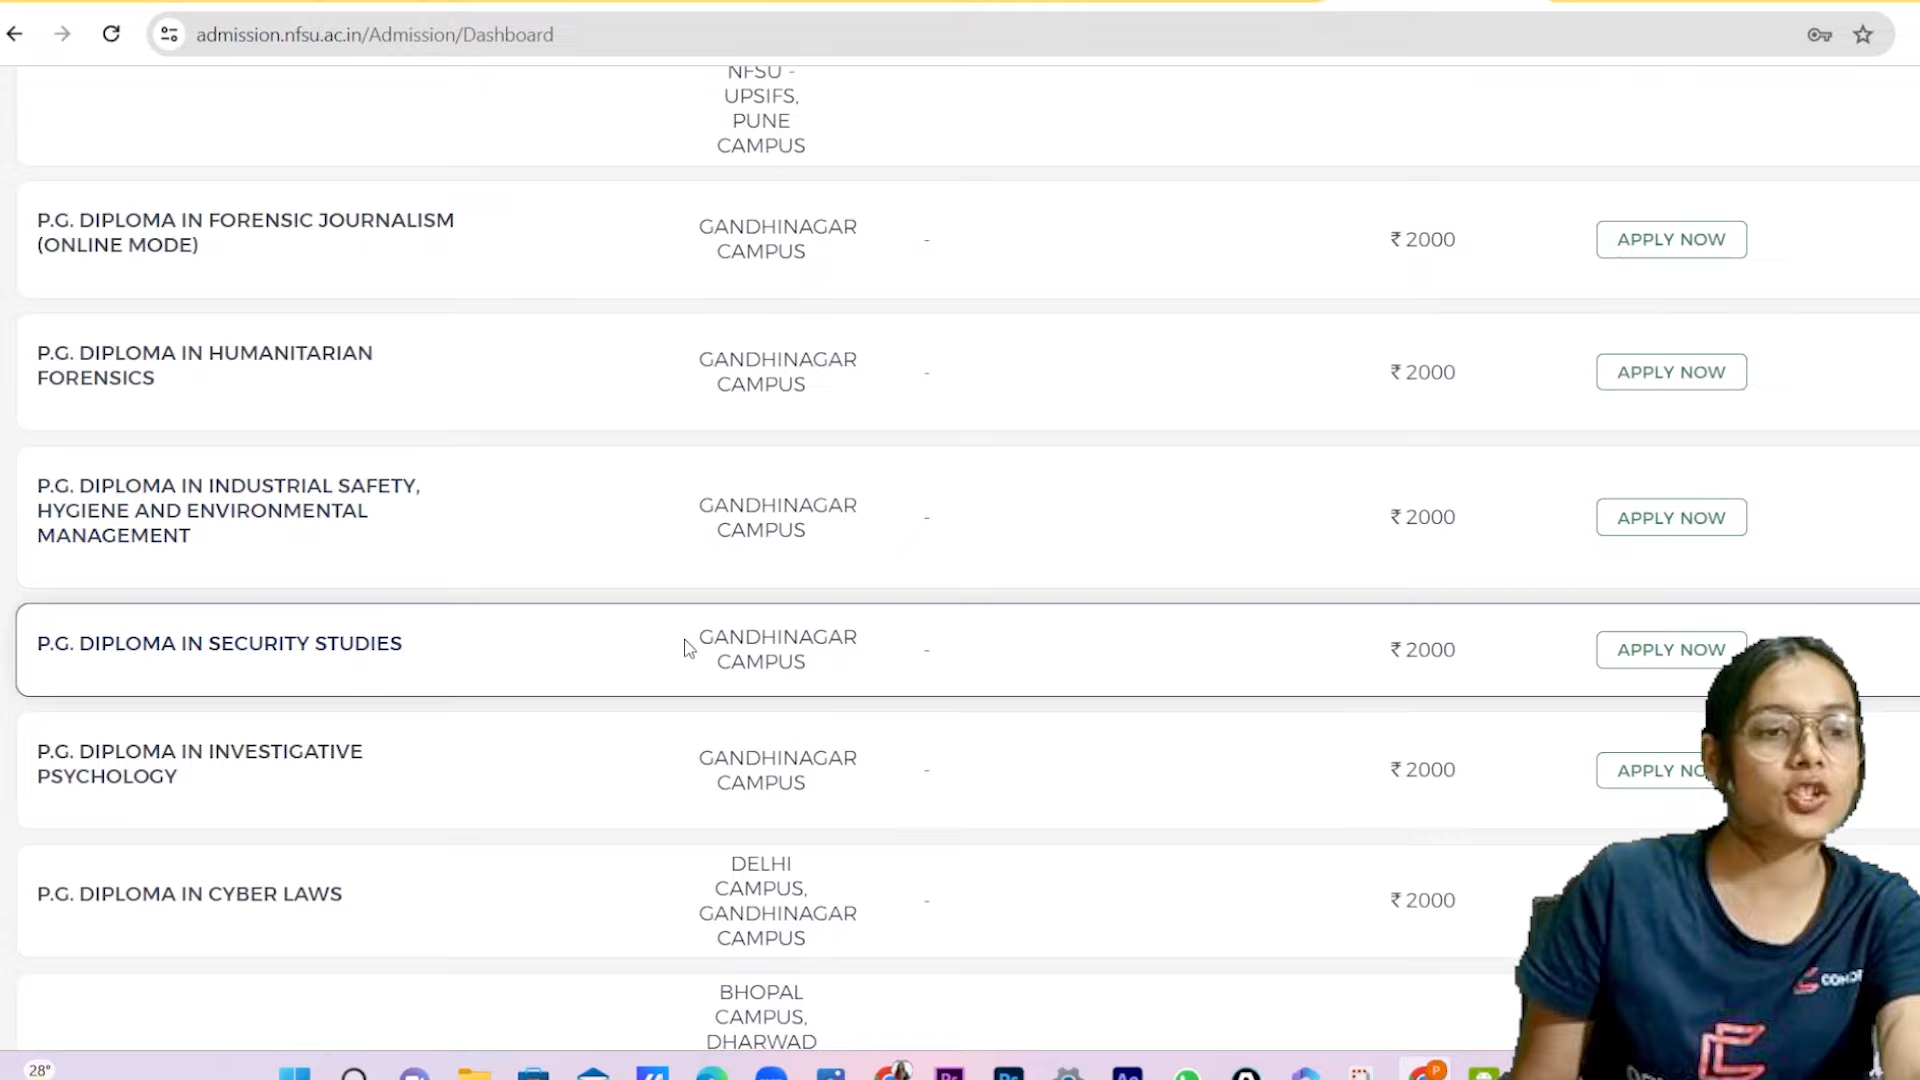 admission.nfsu.ac.in/Admission/Dashboard
NFSU -
UPSIFS,
PUNE
CAMPUS
P.G. DIPLOMA IN FORENSIC JOURNALISM
(ONLINE MODE)
GANDHINAGAR
CAMPUS
-
₹ 2000
APPLY NOW
P.G. DIPLOMA IN HUMANITARIAN
FORENSICS
GANDHINAGAR
CAMPUS
-
₹ 2000
APPLY NOW
P.G. DIPLOMA IN INDUSTRIAL SAFETY,
HYGIENE AND ENVIRONMENTAL
MANAGEMENT
GANDHINAGAR
CAMPUS
-
₹ 2000
APPLY NOW
P.G. DIPLOMA IN SECURITY STUDIES
GANDHINAGAR
CAMPUS
-
₹ 2000
APPLY NOW
P.G. DIPLOMA IN INVESTIGATIVE
PSYCHOLOGY
GANDHINAGAR
CAMPUS
-
₹ 2000
APPLY NO
P.G. DIPLOMA IN CYBER LAWS
DELHI
CAMPUS,
GANDHINAGAR
CAMPUS
-
₹ 2000
BHOPAL
CAMPUS,
DHARWAD
28°